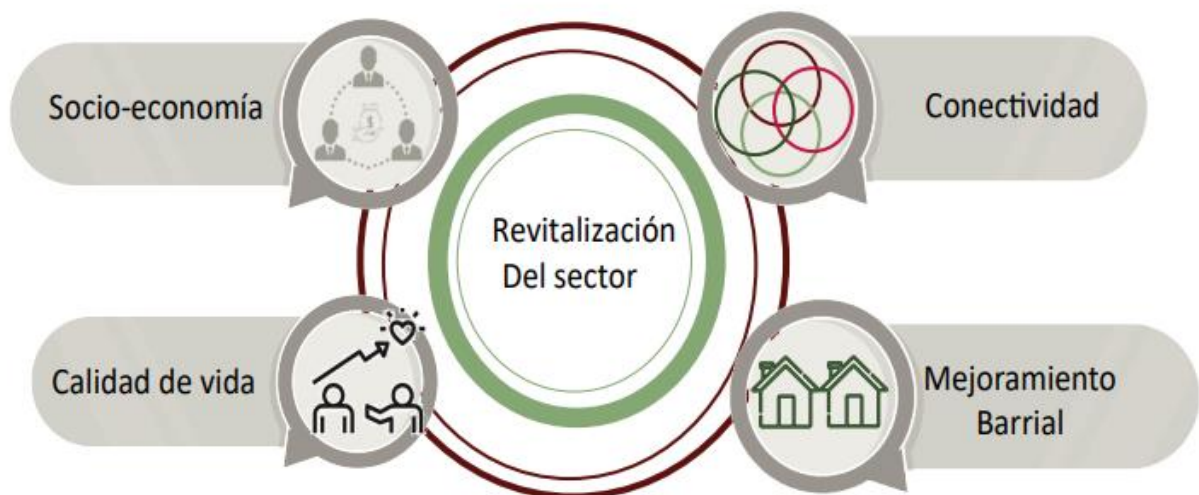 Socio-economía
Conectividad
Revitalización
Del sector
Calidad de vida
Mejoramiento
Barrial